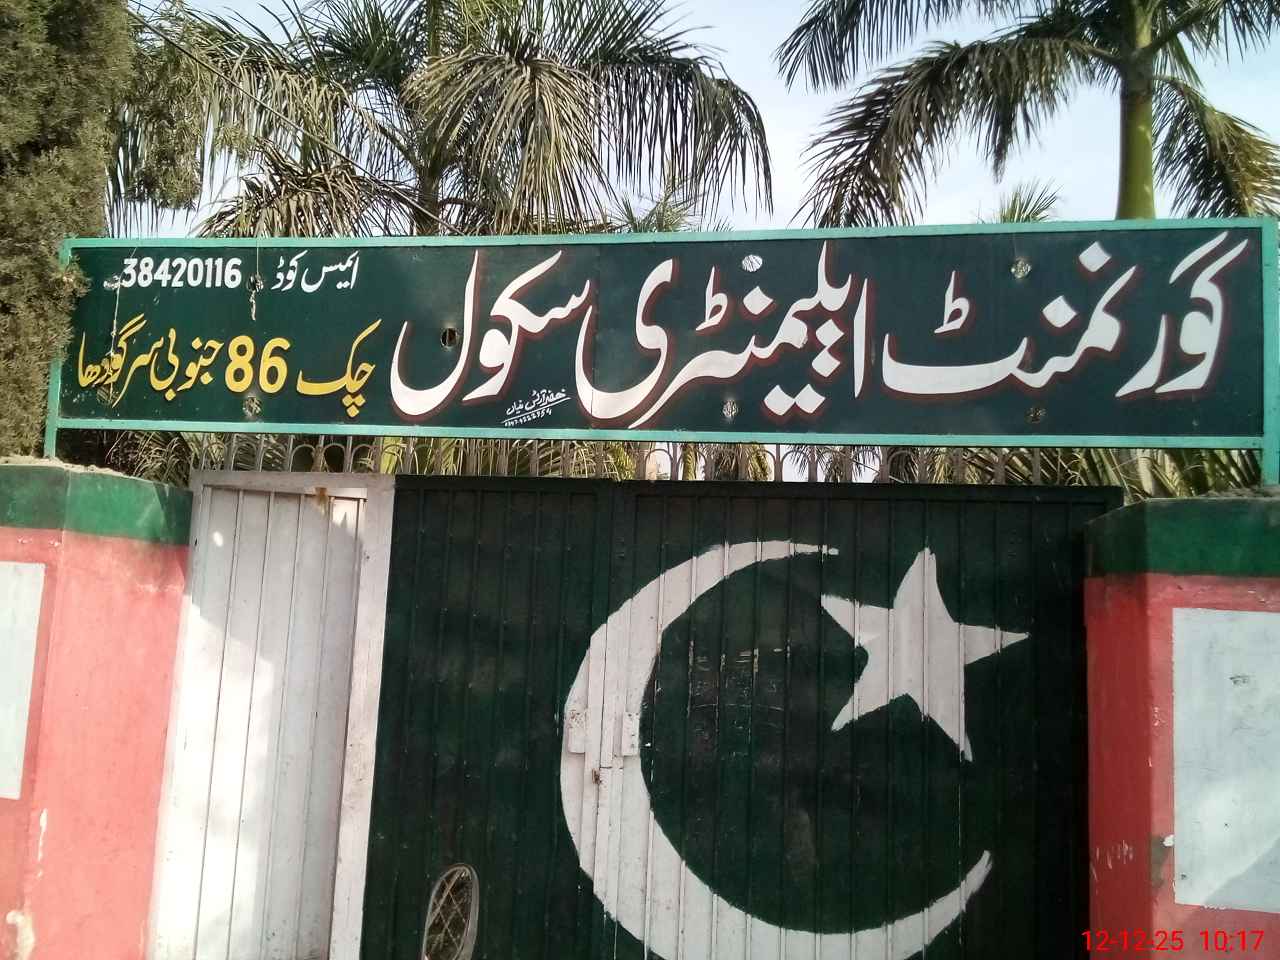 گورنمنٹ ایلیمنٹری سکول
ایمس کوڈ 38420116
چک 86 جنوبی سرگودھا
12-12-25 10:17